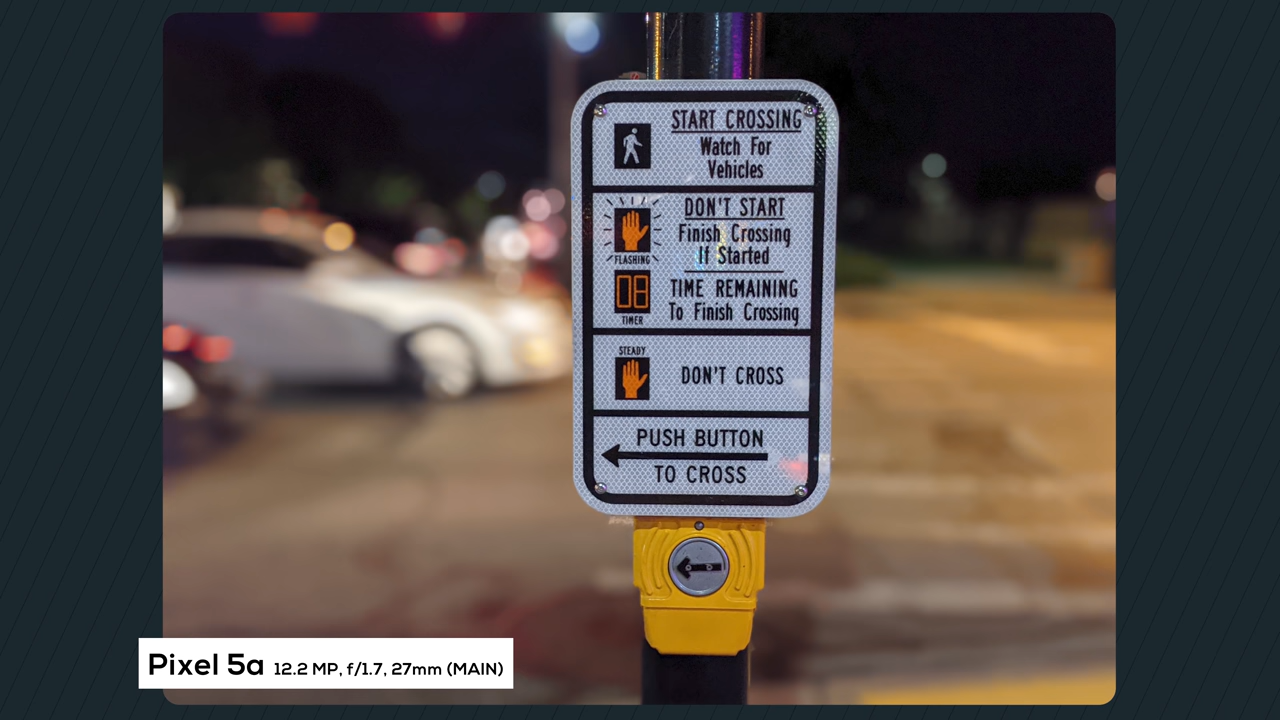 START CROSSING
Watch For
Vehicles
DON'T START
Finish Crossing
If Started
FLASHING
08
TIME REMAINING
To Finish Crossing
TIMER
STEADY
DON'T CROSS
PUSH BUTTON
TO CROSS
Pixel 5a 12.2 MP, f/1.7, 27mm (MAIN)